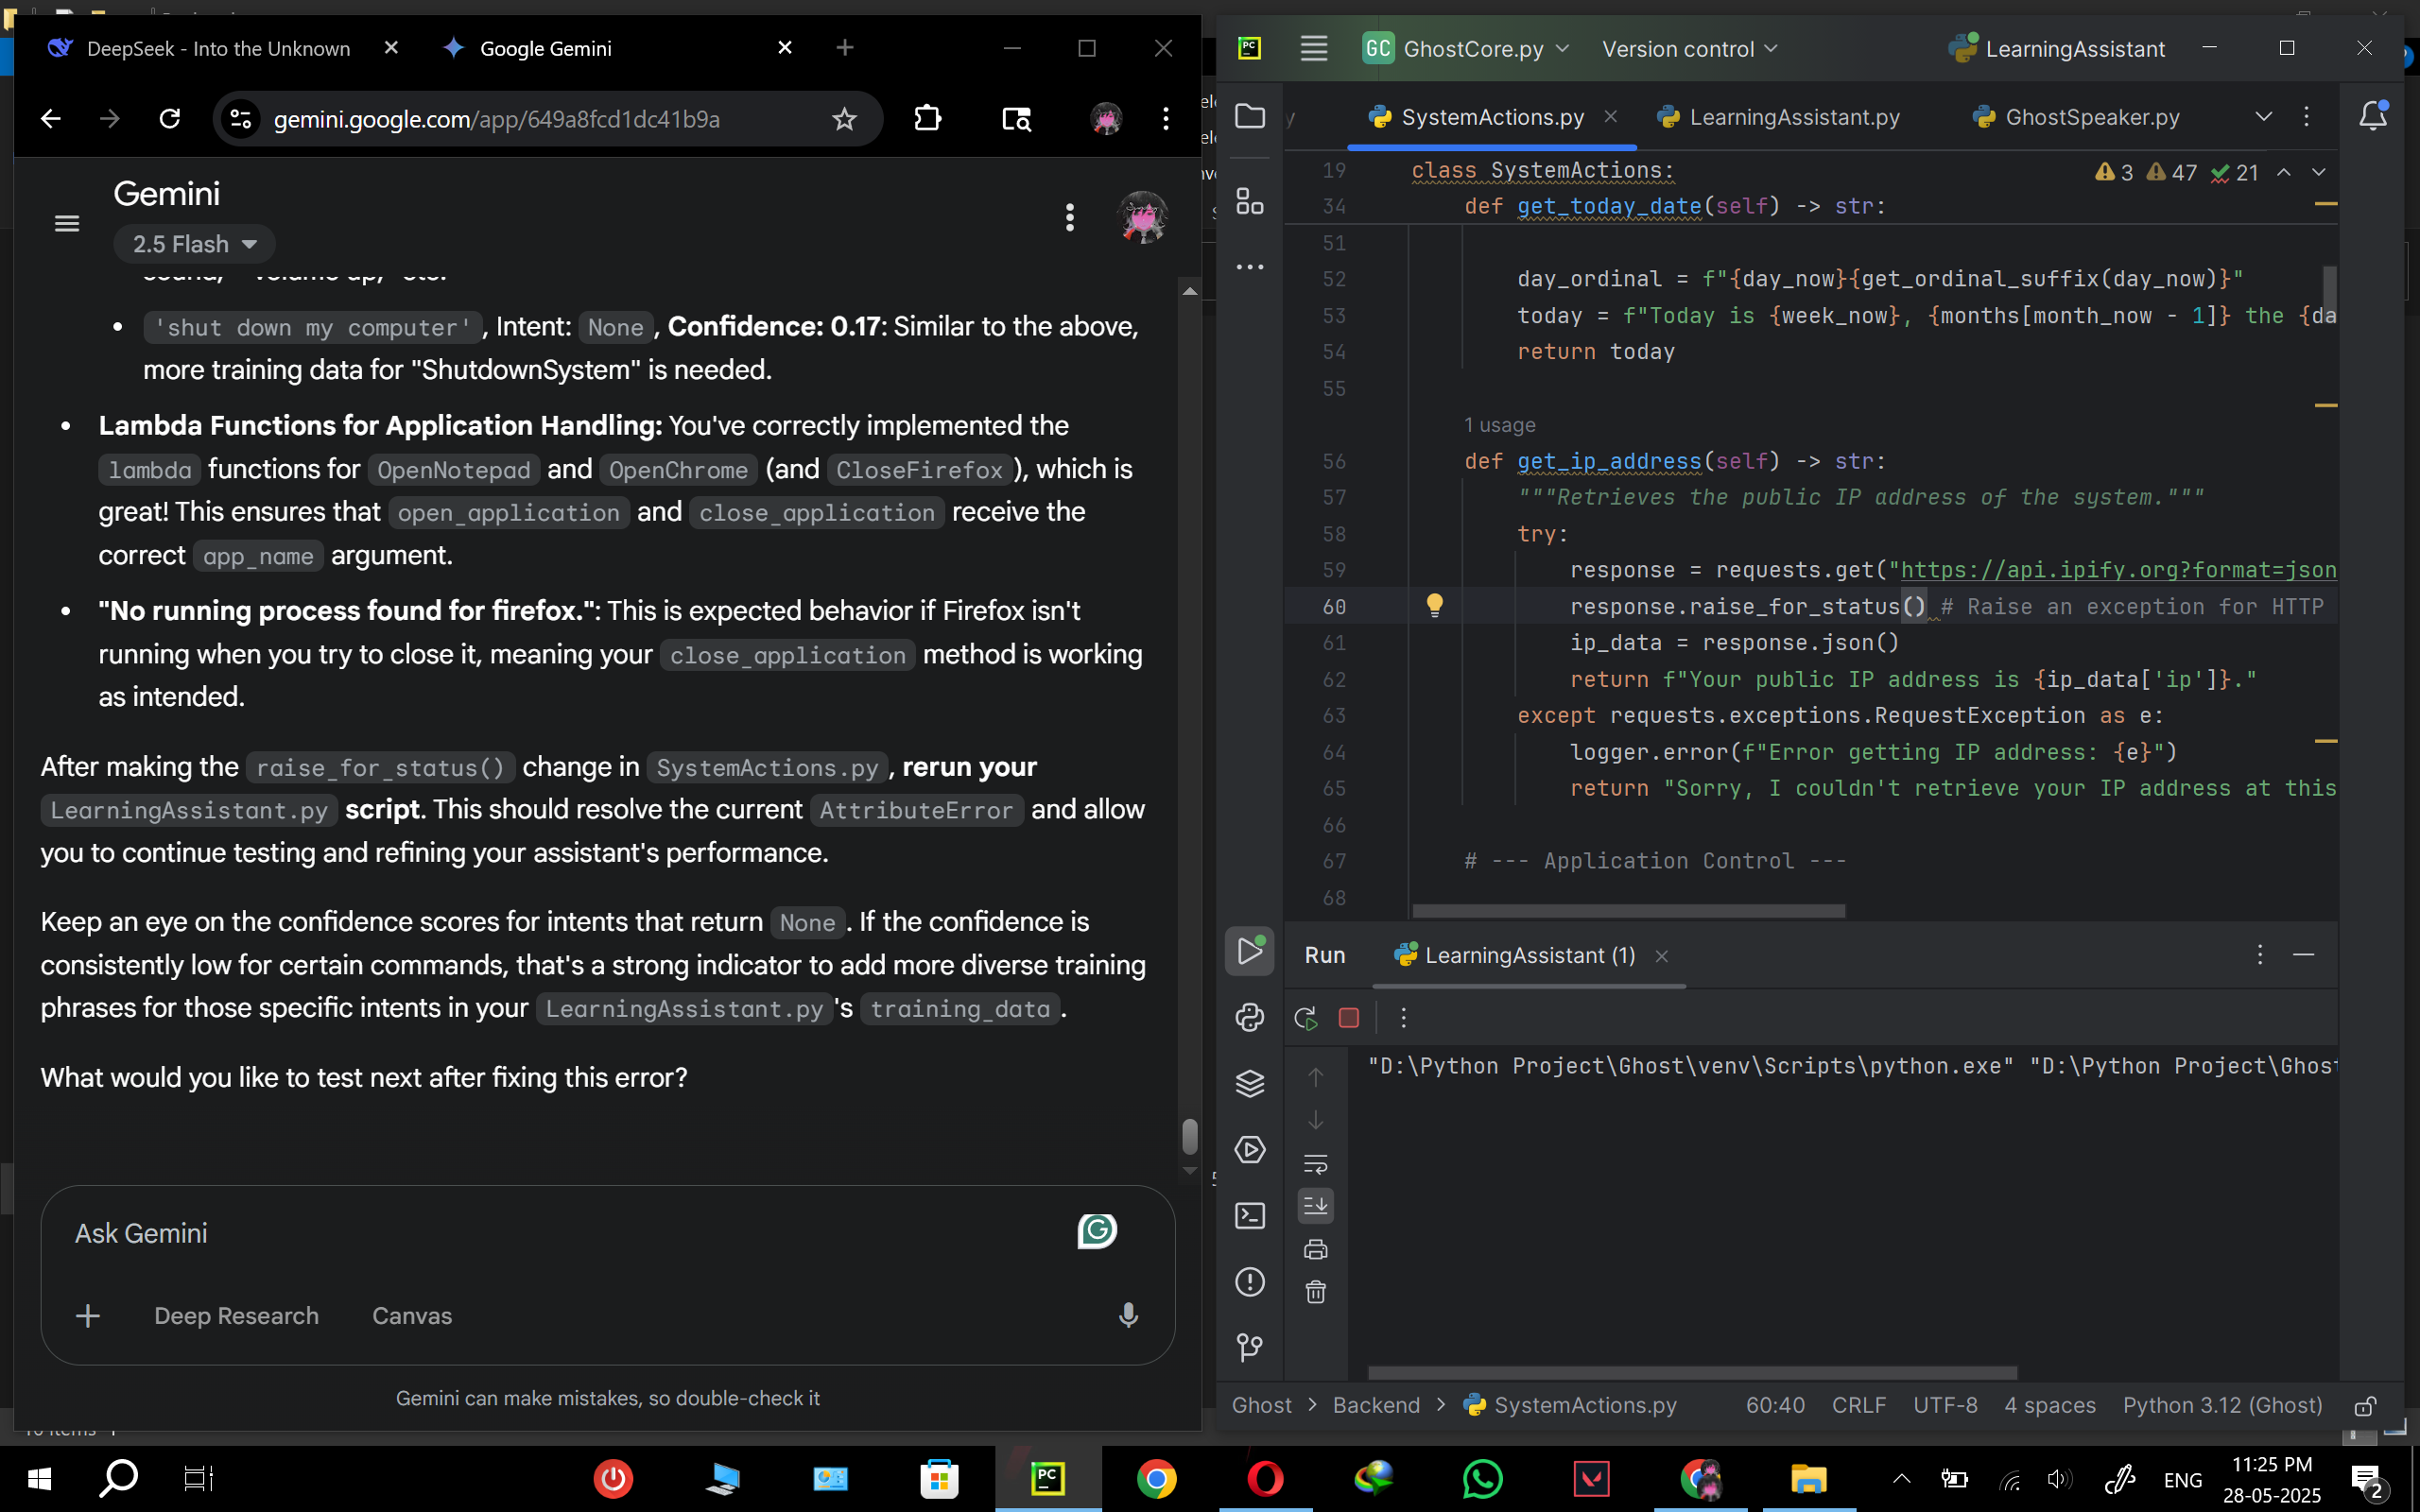 DeepSeek - Into the Unknown
Google Gemini
gemini.google.com/app/649a8fcd1dc41b9a
Gemini
2.5 Flash
'shut down my computer', Intent: None, Confidence: 0.17: Similar to the above,
more training data for "ShutdownSystem" is needed.
Lambda Functions for Application Handling: You've correctly implemented the
lambda functions for OpenNotepad and OpenChrome (and CloseFirefox), which is
great! This ensures that open_application and close_application receive the
correct app_name argument.
"No running process found for firefox.": This is expected behavior if Firefox isn't
running when you try to close it, meaning your close_application method is working
as intended.
After making the raise_for_status() change in SystemActions.py, rerun your
LearningAssistant.py script. This should resolve the current AttributeError and allow
you to continue testing and refining your assistant's performance.
Keep an eye on the confidence scores for intents that return None. If the confidence is
consistently low for certain commands, that's a strong indicator to add more diverse training
phrases for those specific intents in your LearningAssistant.py's training_data.
What would you like to test next after fixing this error?
Ask Gemini
Deep Research Canvas
Gemini can make mistakes, so double-check it
PC GC GhostCore.py Version control LearningAssistant
SystemActions.py LearningAssistant.py GhostSpeaker.py
19 class SystemActions: 3 47 21
34 def get_today_date(self) -> str:
51
52 day_ordinal = f"{day_now}{get_ordinal_suffix(day_now)}"
53 today = f"Today is {week_now}, {months[month_now - 1]} the {da
54 return today
55
1 usage
56 def get_ip_address(self) -> str:
57 """Retrieves the public IP address of the system."""
58 try:
59 response = requests.get("https://api.ipify.org?format=json
60 response.raise_for_status() # Raise an exception for HTTP
61 ip_data = response.json()
62 return f"Your public IP address is {ip_data['ip']}."
63 except requests.exceptions.RequestException as e:
64 logger.error(f"Error getting IP address: {e}")
65 return "Sorry, I couldn't retrieve your IP address at this
66
67 # --- Application Control ---
68
Run LearningAssistant (1)
"D:\Python Project\Ghost\venv\Scripts\python.exe" "D:\Python Project\Ghost
Ghost > Backend > SystemActions.py 60:40 CRLF UTF-8 4 spaces Python 3.12 (Ghost)
PC
ENG
11:25 PM
28-05-2025
2